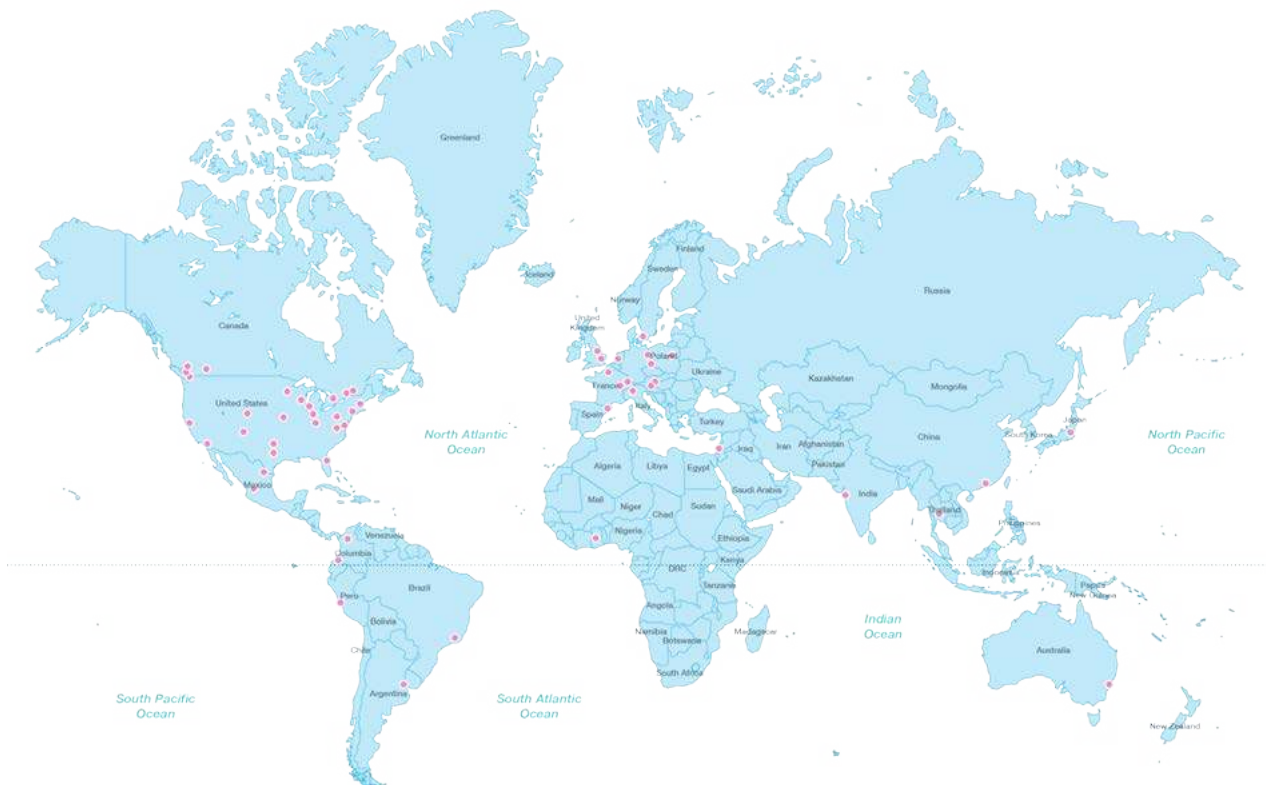 Greenland
Iceland
Finland
Sweden
Norway
Russia
United
Kingdom
Canada
Poland
Ukraine
France
Kazakhstan
Mongolia
United States
Italy
Spain
Turkey
Japan
North Atlantic
Ocean
China
South Korea
North Pacific
Ocean
Iraq
Iran
Afghanistan
Pakistan
Algeria
Libya
Egypt
Mexico
Saudi Arabia
India
Mali
Niger
Chad
Sudan
Thailand
Philippines
Nigeria
Venezuela
Ethiopia
Columbia
Kenya
DRC
Indonesia
Brazil
Tanzania
Papua
New Guinea
Peru
Angola
Bolivia
Indian
Ocean
Namibia
Botswana
Madagascar
Chile
Australia
South Africa
Argentina
South Pacific
Ocean
South Atlantic
Ocean
New Zealand